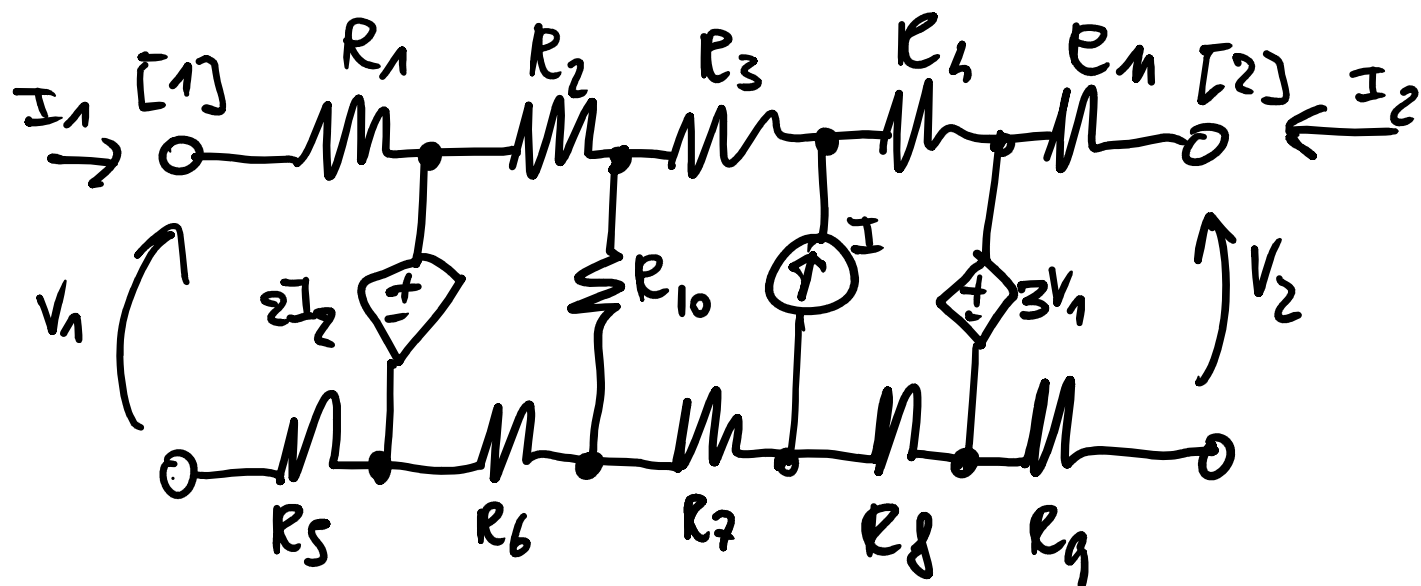 R1 R2 R3 R4 R11
I1 [1] [2] I2
V1 2I2 + - R10 I + - 3V1 V2
R5 R6 R7 R8 R9